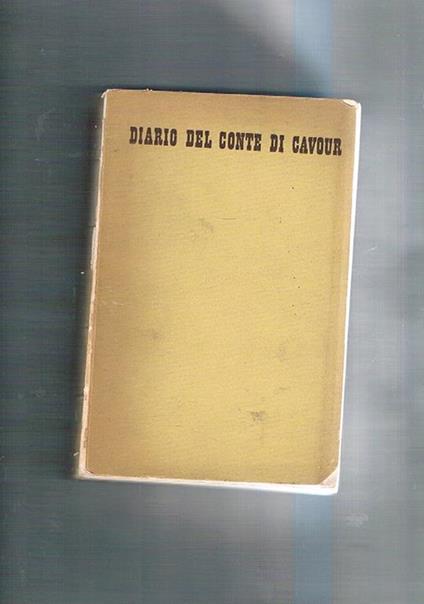 DIARIO DEL CONTE DI CAVOUR